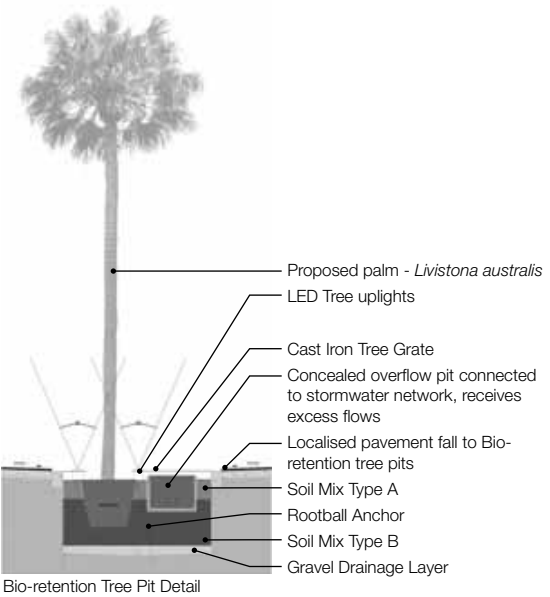 Proposed palm - Livistona australis
LED Tree uplights
Cast Iron Tree Grate
Concealed overflow pit connected
to stormwater network, receives
excess flows
Localised pavement fall to Bio-
retention tree pits
Soil Mix Type A
Rootball Anchor
Soil Mix Type B
Gravel Drainage Layer
Bio-retention Tree Pit Detail